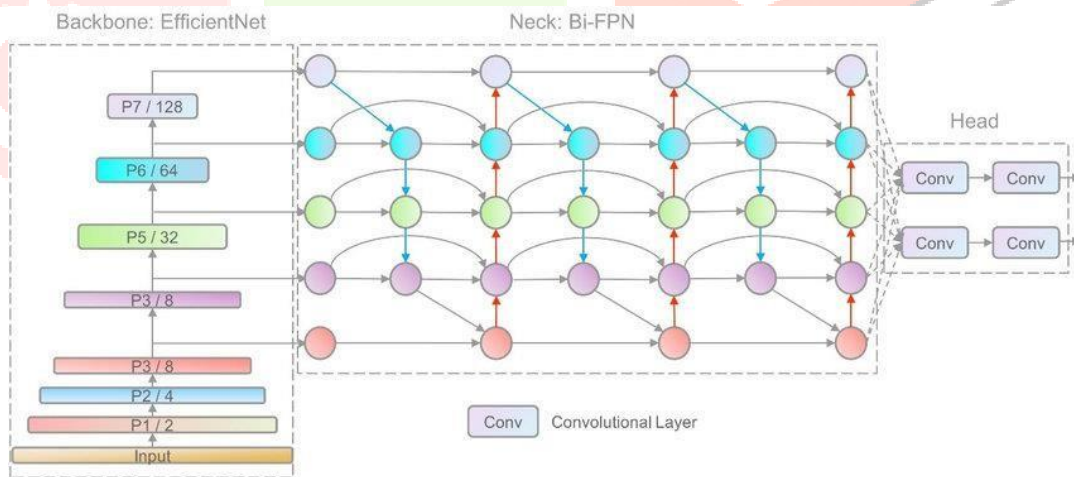 Backbone: EfficientNet
Neck: Bi-FPN
P7 / 128
P6 / 64
P5 / 32
P3 / 8
P3 / 8
P2 / 4
P1 / 2
Input
Head
Conv Conv
Conv Conv
Conv Convolutional Layer